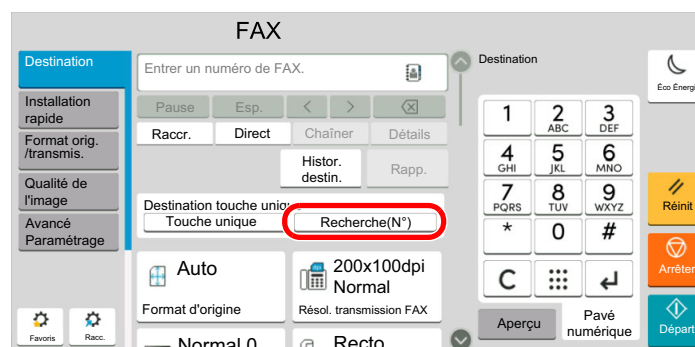 FAX
Destination
Installation
rapide
Format orig.
/transmis.
Qualité de
l'image
Avancé
Paramétrage
Favoris
Racc.
Entrer un numéro de FAX.
Pause
Esp.
<
>
Raccr.
Direct
Chaîner
Détails
Histor.
destin.
Rapp.
Destination touche uniq
Touche unique
Recherche(N°)
Auto
Format d'origine
200x100dpi
Normal
Résol. transmission FAX
Normal 0
Recto
Destination
1
2
ABC
3
DEF
4
GHI
5
JKL
6
MNO
7
PQRS
8
TUV
9
WXYZ
*
0
#
C
Aperçu
Pavé
numérique
Éco Énergi
Réinit
Arrêter
Départ